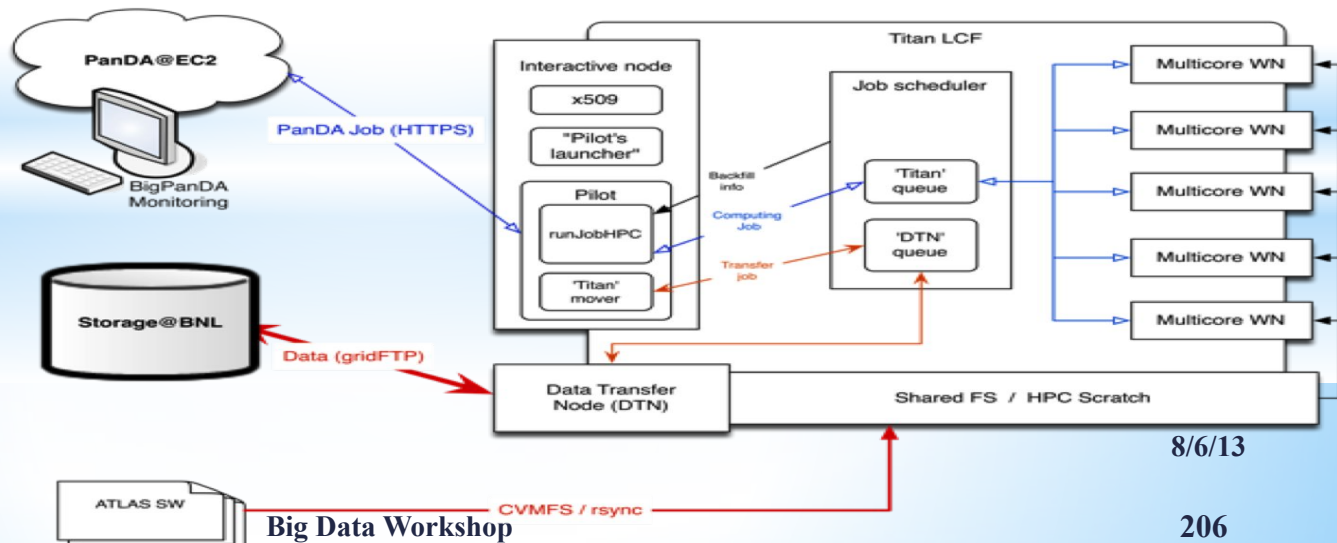 PanDA@EC2
BigPanDA
Monitoring
PanDA Job (HTTPS)
Storage@BNL
Data (gridFTP)
Interactive node
x509
"Pilot's
launcher"
Pilot
runJobHPC
'Titan'
mover
Titan LCF
Job scheduler
Backfill
info
Computing
Job
Transfer
job
'Titan'
queue
'DTN'
queue
Multicore WN
Multicore WN
Multicore WN
Multicore WN
Multicore WN
Data Transfer
Node (DTN)
Shared FS / HPC Scratch
8/6/13
ATLAS SW
CVMFS / rsync
Big Data Workshop
206